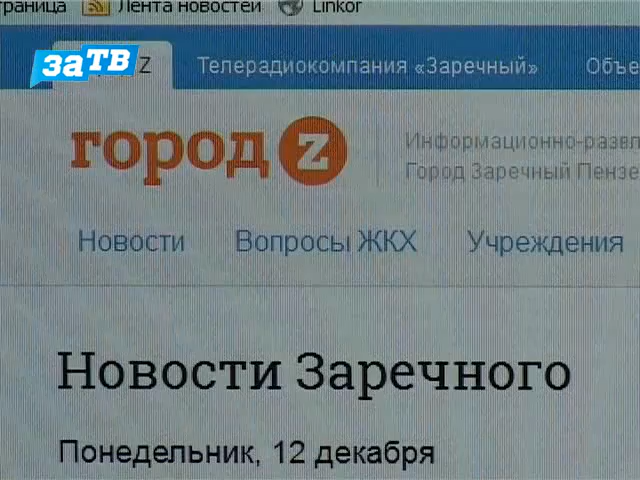 траница Лента новостей Linkor
заТВ Z Телерадиокомпания «Заречный» Объе
город z Информационно-развл
Город Заречный Пензе
Новости Вопросы ЖКХ Учреждения
Новости Заречного
Понедельник, 12 декабря